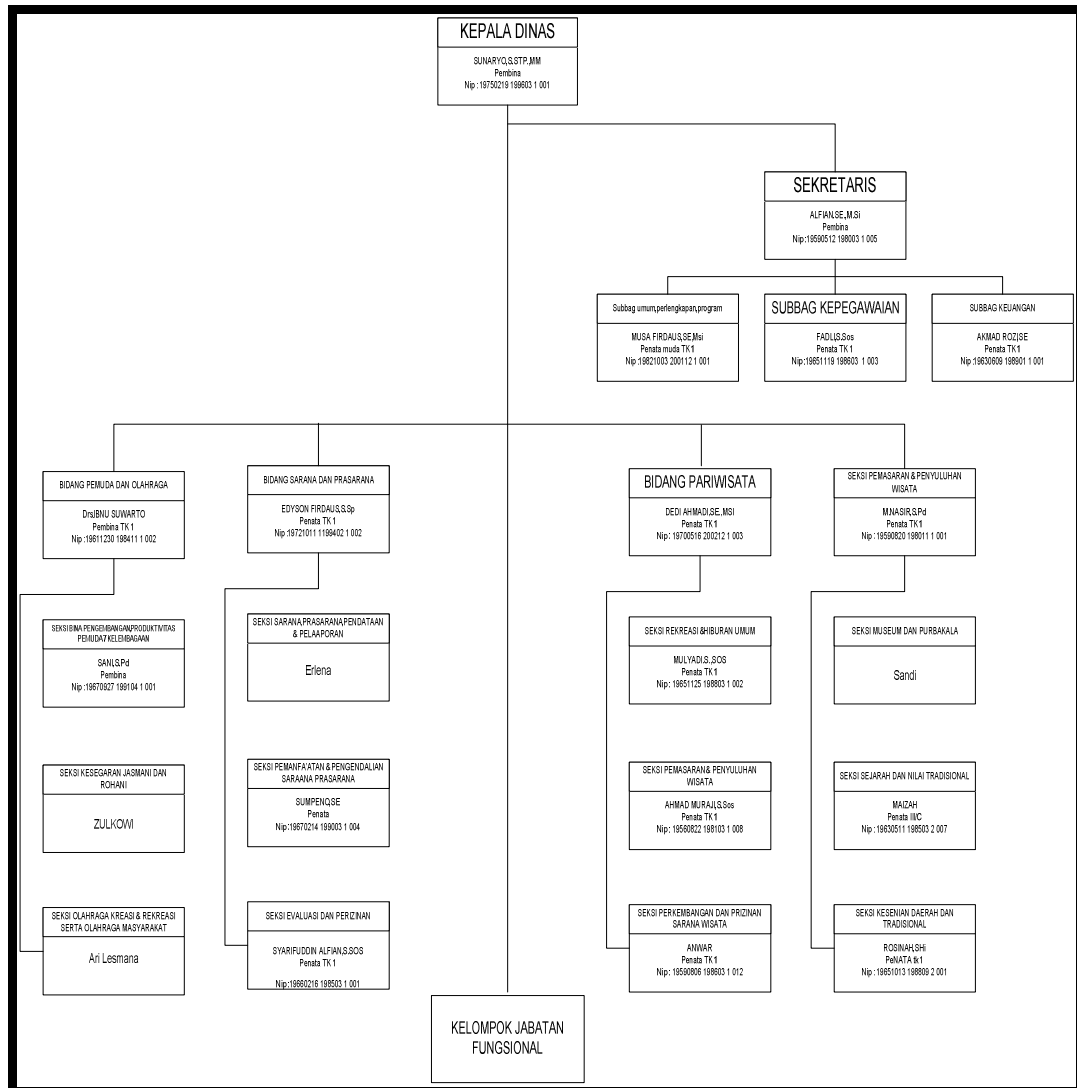 KEPALA DINAS
SUNARYO,S.STP.,MM
Pembina
Nip : 19750219 199603 1 001
SEKRETARIS
ALFIAN.SE.,M.Si
Pembina
Nip :19590512 198003 1 005
Subbag umum,perlengkapan,program
MUSA FIRDAUS,SE,Msi
Penata muda TK 1
Nip :19821003 200112 1 001
SUBBAG KEPEGAWAIAN
FADLI,S.Sos
Penata TK 1
Nip :19651119 198603 1 003
SUBBAG KEUANGAN
AKMAD ROZI,SE
Penata TK 1
Nip :19630609 198901 1 001
BIDANG PEMUDA DAN OLAHRAGA
Drs.IBNU SUWARTO
Pembina TK 1
Nip :19611230 198411 1 002
BIDANG SARANA DAN PRASARANA
EDYSON FIRDAUS,S.Sp
Penata TK 1
Nip :19721011 1199402 1 002
BIDANG PARIWISATA
DEDI AHMADI,SE.,MSI
Penata TK 1
Nip : 19700516 200212 1 003
SEKSI PEMASARAN & PENYULUHAN
WISATA
M.NASIR,S.Pd
Penata TK 1
Nip : 19590820 198011 1 001
SEKSI BINA PENGEMBANGAN,PRODUKTIVITAS
PEMUDA7 KELEMBAGAAN
SANI,S.Pd
Pembina
Nip :19670927 199104 1 001
SEKSI SARANA,PRASARANA,PENDATAAN
& PELAAPORAN
Erlena
SEKSI REKREASI &HIBURAN UMUM
MULYADI.S.,SOS
Penata TK 1
Nip : 19651125 198803 1 002
SEKSI MUSEUM DAN PURBAKALA
Sandi
SEKSI KESEGARAN JASMANI DAN
ROHANI
ZULKOWI
SEKSI PEMANFA'ATAN & PENGENDALIAN
SARAANA PRASARANA
SUMPENO,SE
Penata
Nip:19670214 199003 1 004
SEKSI PEMASARAN & PENYULUHAN
WISATA
AHMAD MURAJI,S.Sos
Penata TK 1
Nip : 19560822 198103 1 008
SEKSI SEJARAH DAN NILAI TRADISIONAL
MAIZAH
Penata III/C
Nip :19630511 198503 2 007
SEKSI OLAHRAGA KREASI & REKREASI
SERTA OLAHRAGA MASYARAKAT
Ari Lesmana
SEKSI EVALUASI DAN PERIZINAN
SYARIFUDDIN ALFIAN,S.SOS
Penata TK 1
Nip :19660216 198503 1 001
SEKSI PERKEMBANGAN DAN PRIZINAN
SARANA WISATA
ANWAR
Penata TK 1
Nip : 19590806 198603 1 012
SEKSI KESENIAN DAERAH DAN
TRADISIONAL
ROSINAH,SHi
PeNATA tk1
Nip :19651013 198809 2 001
KELOMPOK JABATAN
FUNGSIONAL